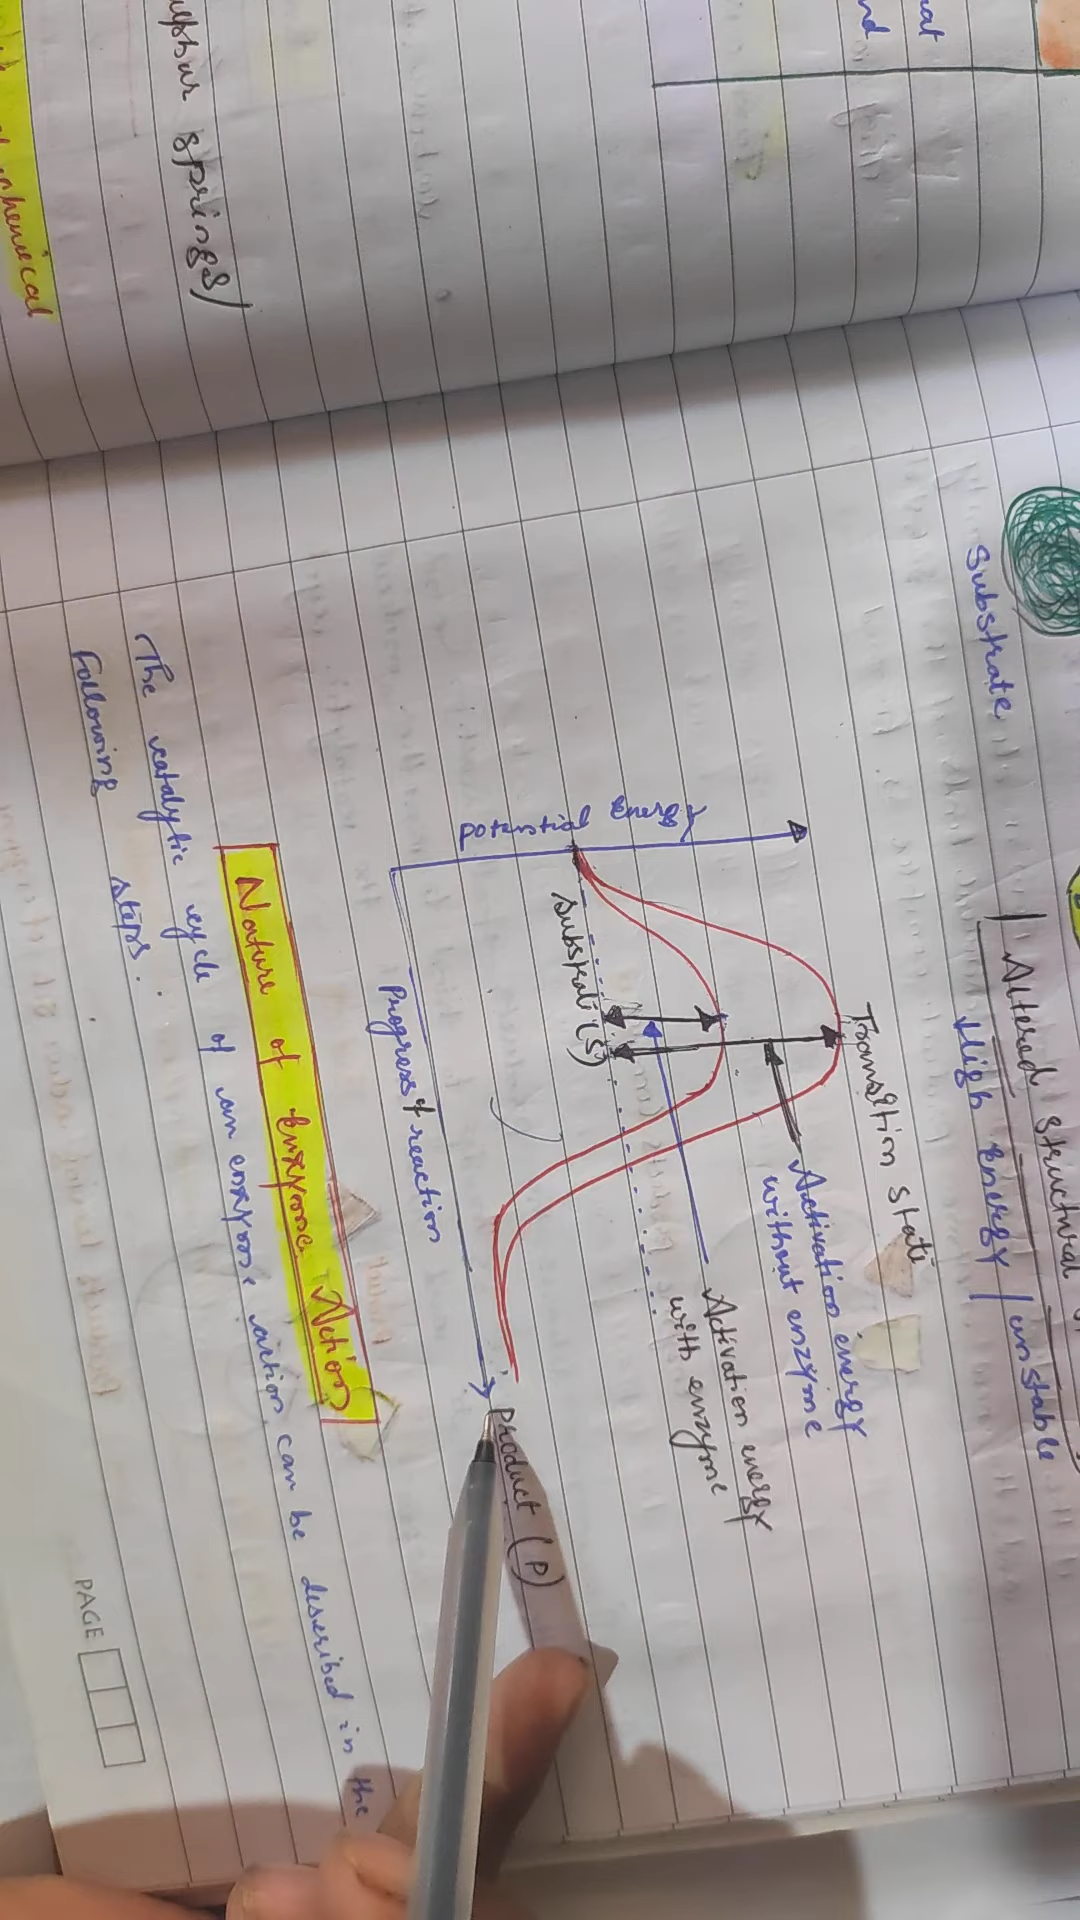 Sulphur springs)
chemical
hat
nd
Substrate
Altered structural
High Energy / unstable
Transition state
Potential Energy
Activation energy
without enzyme
Activation energy
with enzyme
Substrate (S)
Product (P)
Progress of reaction
Nature of Enzyme Action
The catalytic cycle of an enzyme action can be described in the
following steps.
PAGE